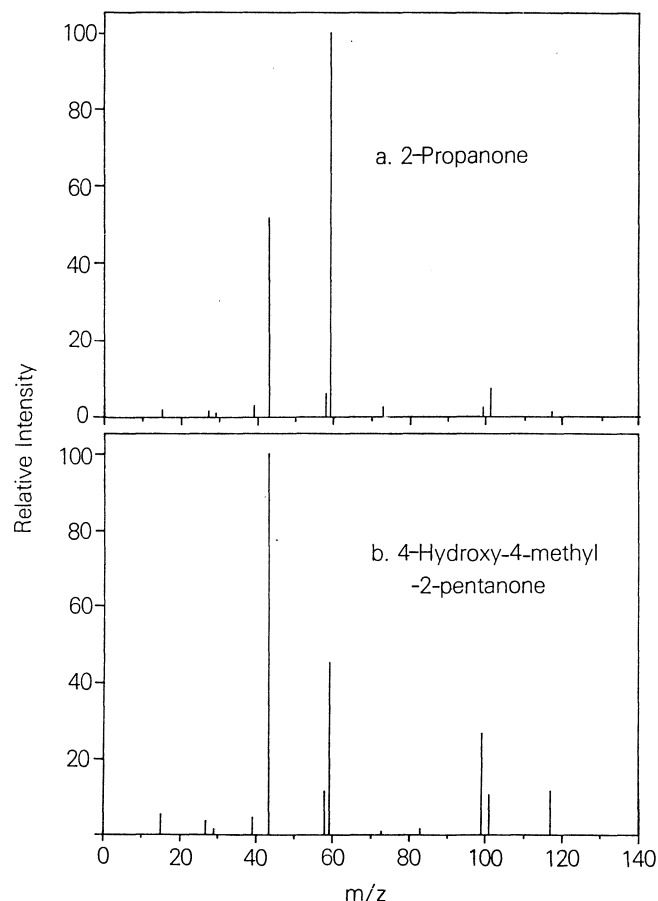 100
80
60
40
20
0
a. 2-Propanone
Relative Intensity
100
80
60
40
20
b. 4-Hydroxy-4-methyl
-2-pentanone
0 20 40 60 80 100 120 140
m/z